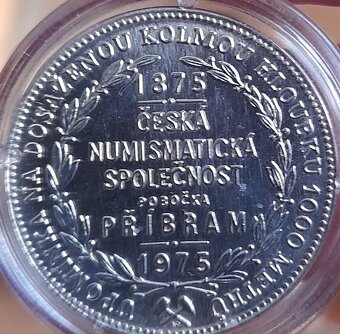 UPOMÍNKA NA DOSAŽENOU KOLMOU HLOUBKU 1000 METRŮ
1875
ČESKÁ
NUMISMATICKÁ
SPOLEČNOST
POBOČKA
PŘÍBRAM
1975